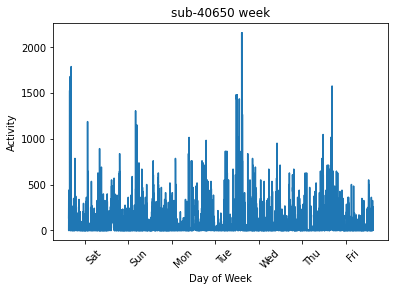 sub-40650 week
Activity
2000
1500
1000
500
0
Sat
Sun
Mon
Tue
Wed
Thu
Fri
Day of Week